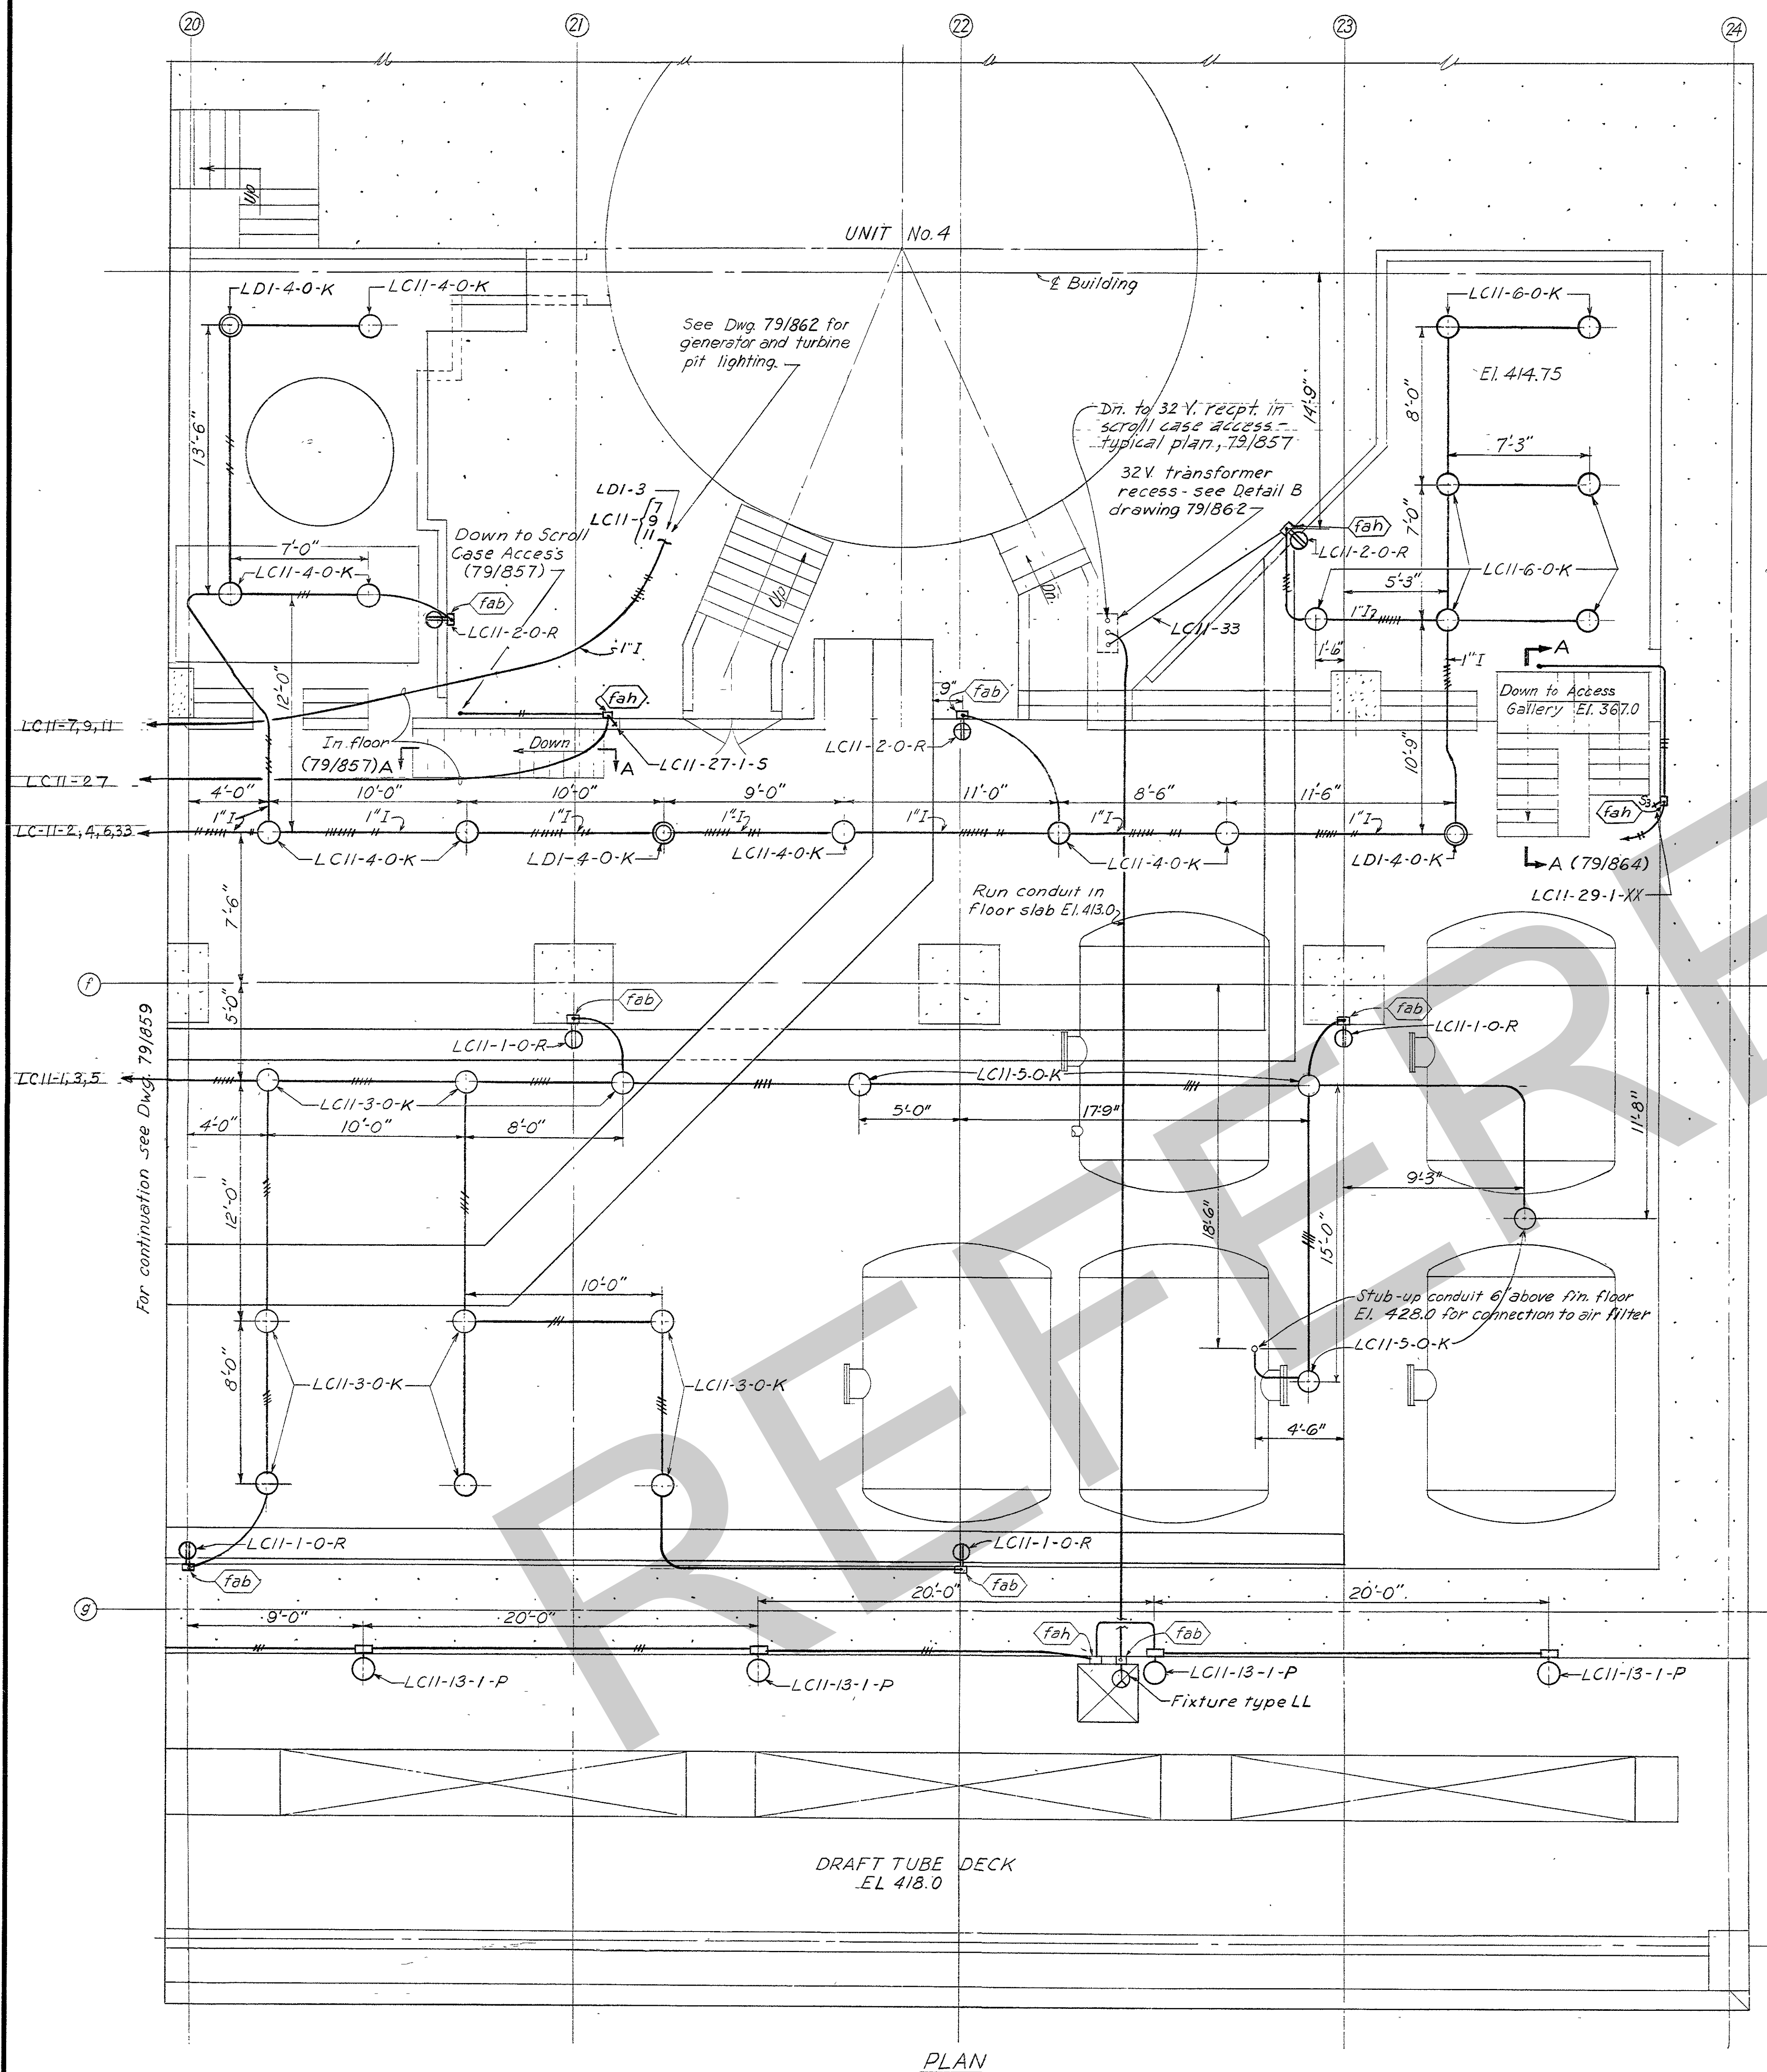 20 21 22 23 24
Up
UNIT No. 4
℄ Building
LD1-4-0-K
LC11-4-0-K
LC11-6-0-K
See Dwg. 79/862 for
generator and turbine
pit lighting.
El. 414.75
13'-6"
14'-9"
8'-0"
Dn. to 32 V. recpt. in
scroll case access -
typical plan, 79/857
7'-3"
32V. transformer
recess - see Detail B
drawing 79/862
LD1-3
LC11-{7
9
11
7'-0"
fah
LC11-2-0-R
Down to Scroll
Case Access
(79/857)
7'-0"
LC11-4-0-K
LC11-6-0-K
5'-3"
fab
LC11-2-0-R
Up
Dn.
1"I
LC11-33
1"I
1'-6"
1"I
A
12'-0"
9"
fab
fah
Down to Access
Gallery El. 367.0
LC11-7, 9, 11
In floor
(79/857) A
Down
A
LC11-27-1-S
LC11-2-0-R
10'-9"
LC11-27
4'-0" 10'-0" 10'-0" 9'-0" 11'-0" 8'-6" 11'-6"
S3
fah
1"I 1"I 1"I 1"I 1"I 1"I 1"I
LC-11-2, 4, 6, 33
LC11-4-0-K
LD1-4-0-K
LC11-4-0-K
LC11-4-0-K
LD1-4-0-K
A (79/864)
LC11-29-1-XX
7'-6"
Run conduit in
floor slab El. 413.0
f
5'-0"
fab
fab
LC11-1-0-R
LC11-1-0-R
For continuation see Dwg. 79/859
LC11-1, 3, 5
LC11-3-0-K
LC11-5-0-K
4'-0" 10'-0" 8'-0" 5'-0" 17'-9"
11'-8"
9'-3"
12'-0"
18'-6"
15'-0"
10'-0"
Stub-up conduit 6" above fin. floor
El. 428.0 for connection to air filter
LC11-5-0-K
8'-0"
LC11-3-0-K
LC11-3-0-K
4'-6"
LC11-1-0-R
LC11-1-0-R
fab
fab
g
9'-0" 20'-0" 20'-0" 20'-0"
fah
fab
LC11-13-1-P
LC11-13-1-P
LC11-13-1-P
LC11-13-1-P
Fixture type LL
DRAFT TUBE DECK
EL 418.0
PLAN